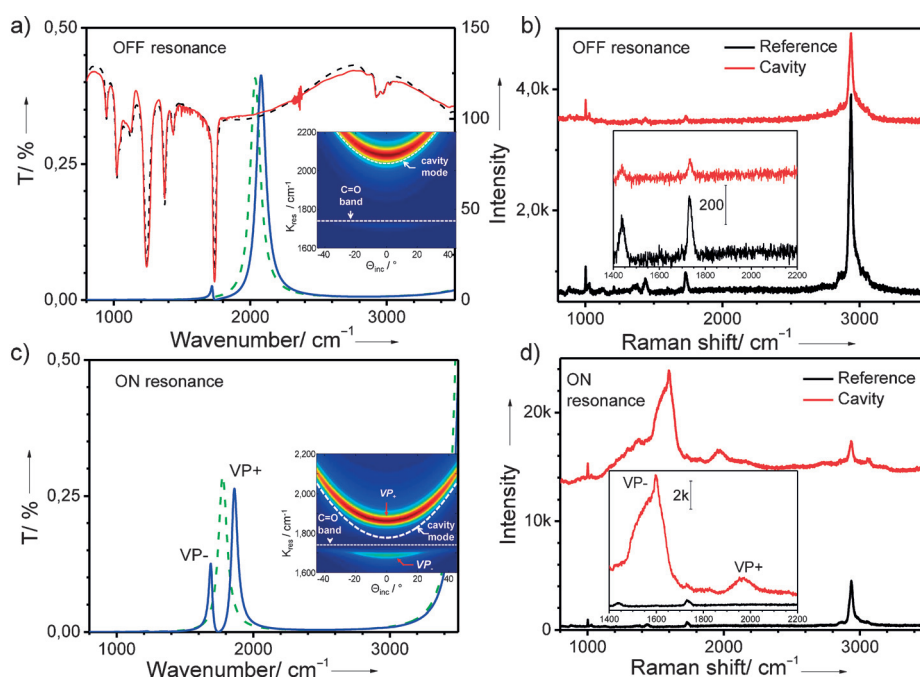 a)
0,50
OFF resonance
150
0,25
100
50
0,00
0
T/ %
Intensity
2200
2000
1800
1600
K_res / cm⁻¹
cavity
mode
C=O
band
-40 -20 0 20 40
Θ_inc / °
1000 2000 3000
Wavenumber/ cm⁻¹
b)
OFF resonance
Reference
Cavity
4,0k
2,0k
0,0
Intensity
200
1400 1600 1800 2000 2200
1000 2000 3000
Raman shift/ cm⁻¹
c)
0,50
ON resonance
0,25
0,00
T/ %
VP-
VP+
2,200
2,000
1,800
1,600
K_res / cm⁻¹
C=O
band
cavity
mode
-40 -20 0 20 40
Θ_inc / °
1000 2000 3000
Wavenumber/ cm⁻¹
d)
ON
resonance
Reference
Cavity
20k
10k
0
Intensity
VP-
2k
VP+
1400 1600 1800 2000 2200
1000 2000 3000
Raman shift/ cm⁻¹